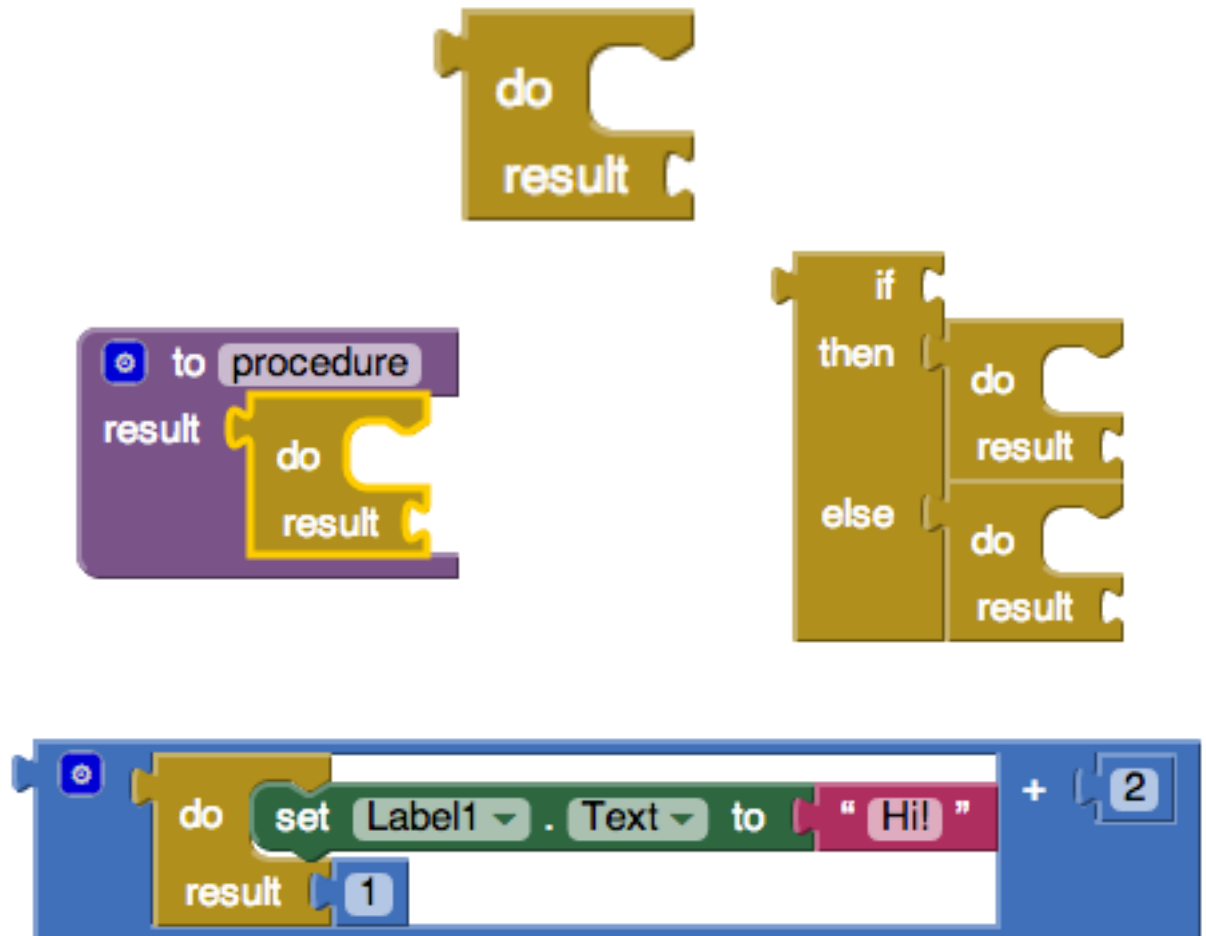 do
result
to procedure
result
do
result
if
then
do
result
else
do
result
do set Label1 . Text to “ Hi! ” + 2
result 1